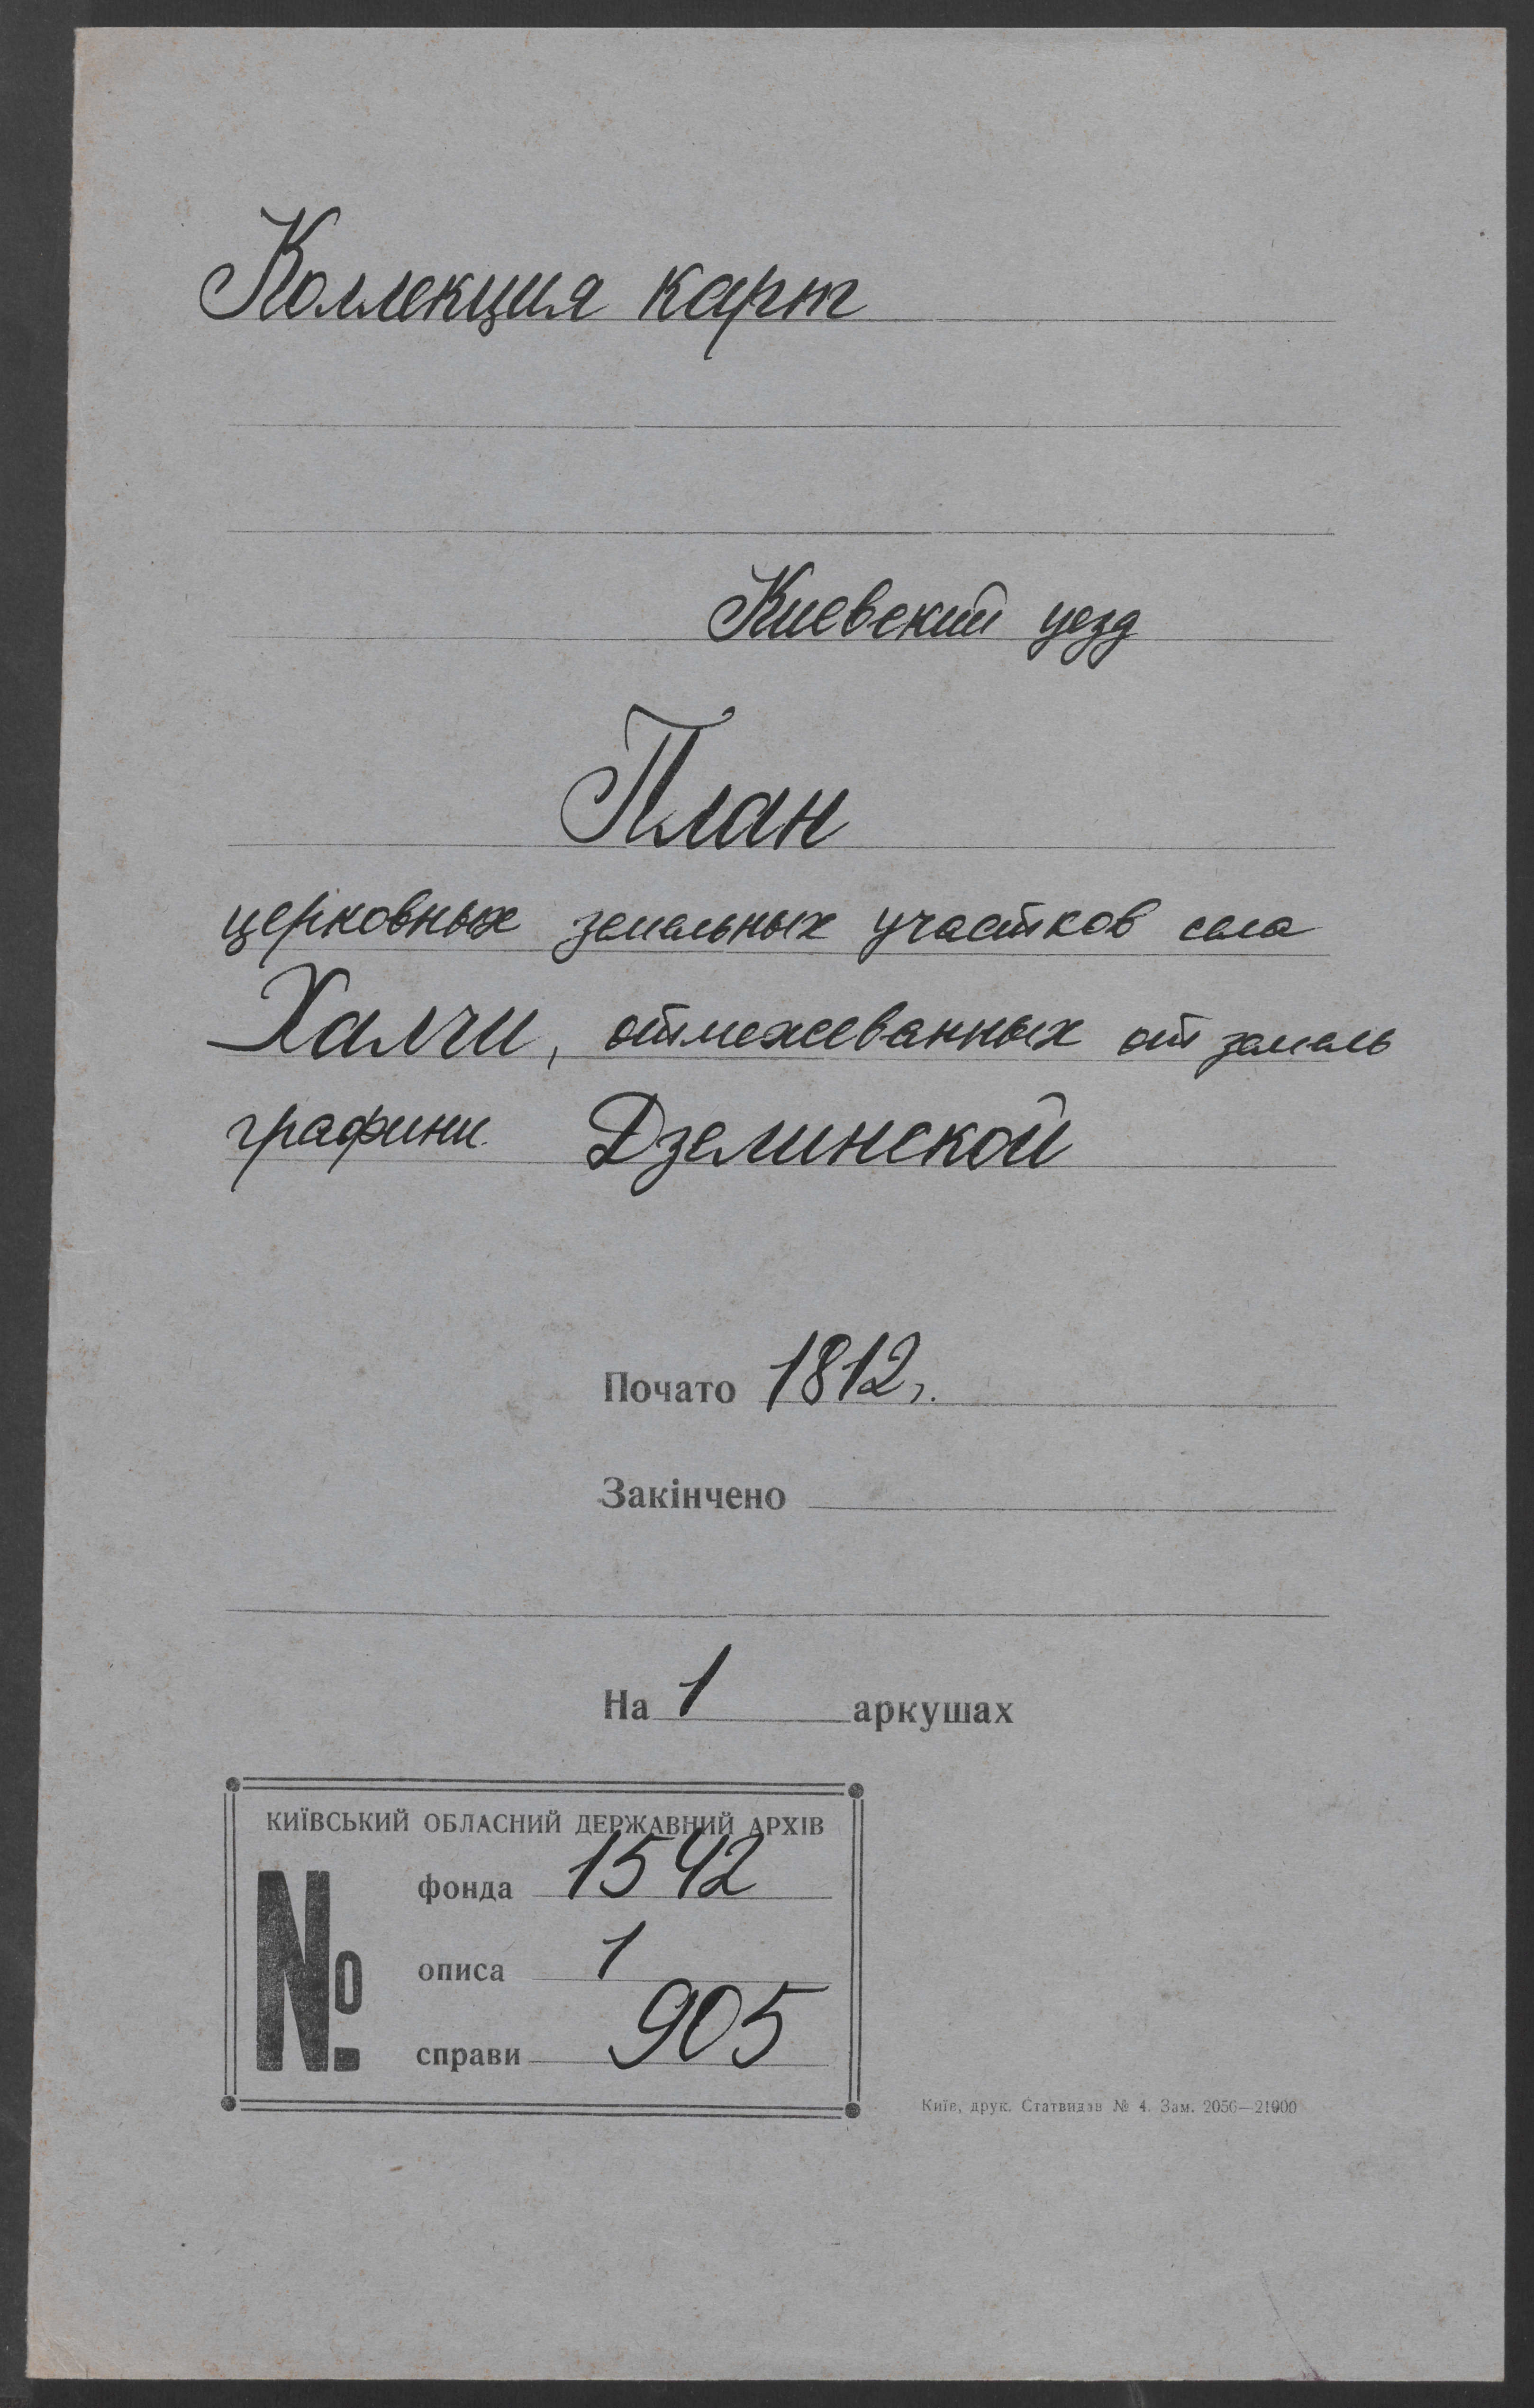 Коллекция карт
Киевский уезд
План
церковных земельных участков села
Халчи, отмежеванных от земель
графини Дзелинской
Почато 1812г.
Закінчено
На 1 аркушах
КИЇВСЬКИЙ ОБЛАСНИЙ ДЕРЖАВНИЙ АРХІВ
№
фонда 1542
описа 1
справи 905
Київ, друк. Статвидав № 4. Зам. 2056—21000